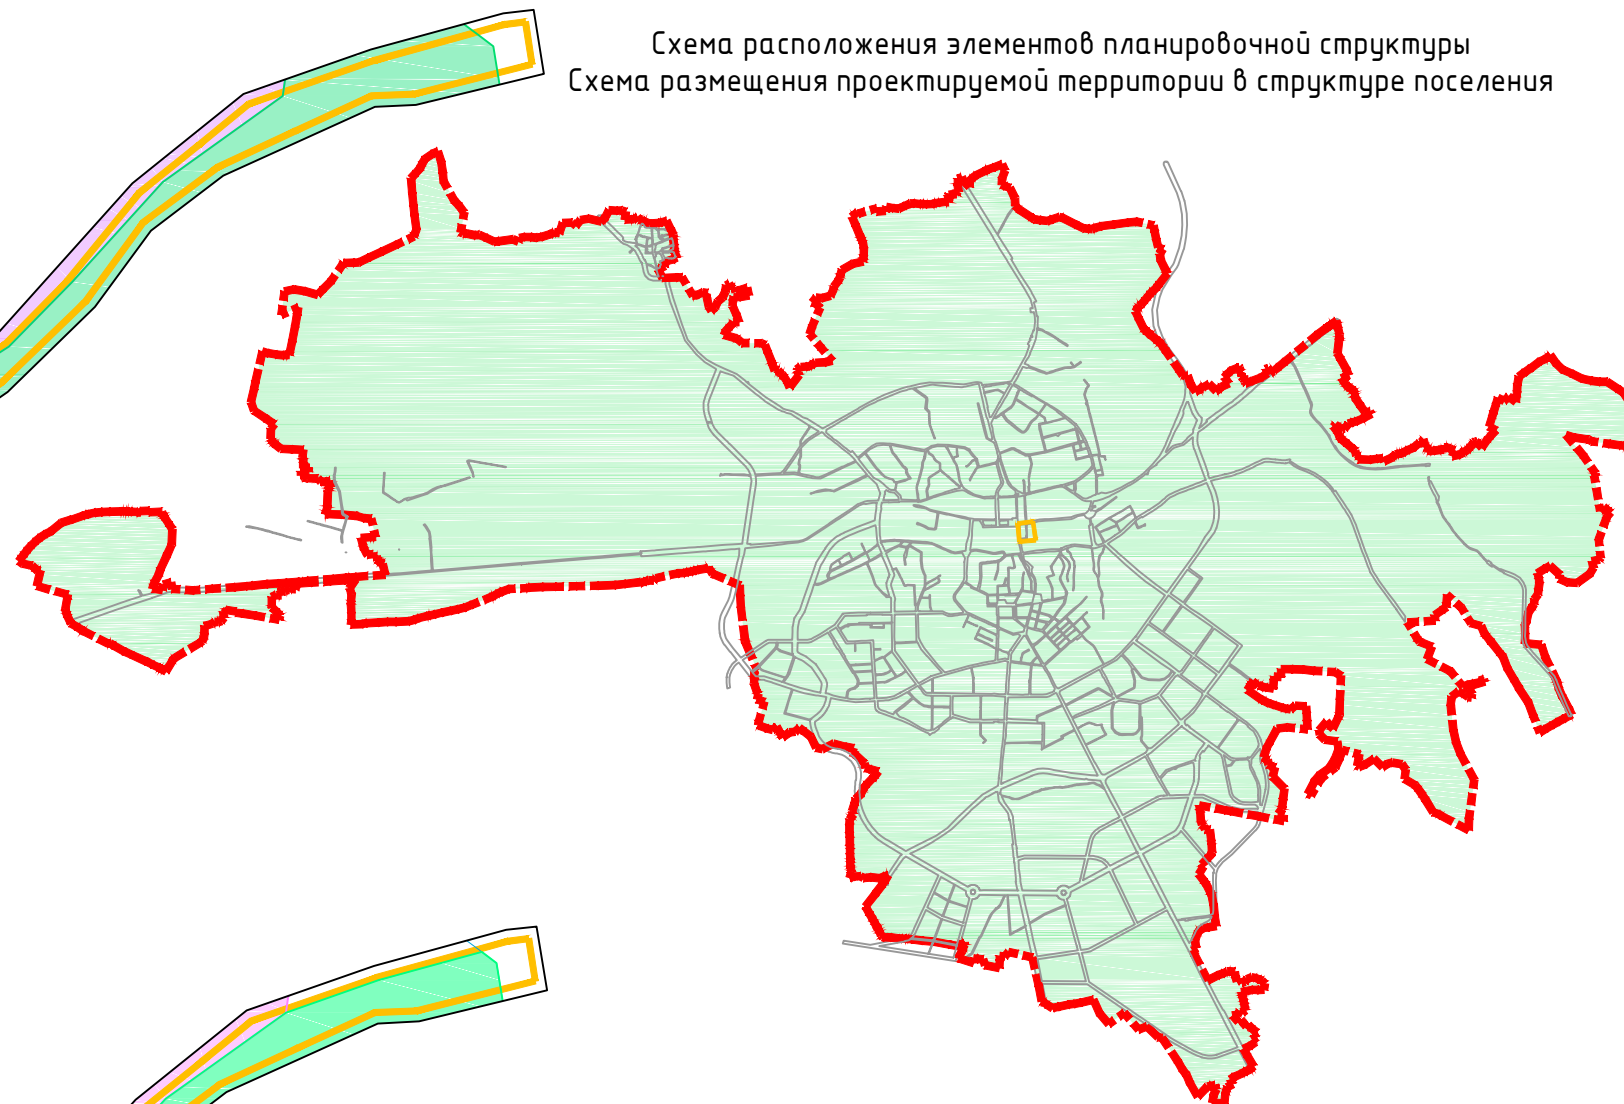 Схема расположения элементов планировочной структуры
Схема размещения проектируемой территории в структуре поселения